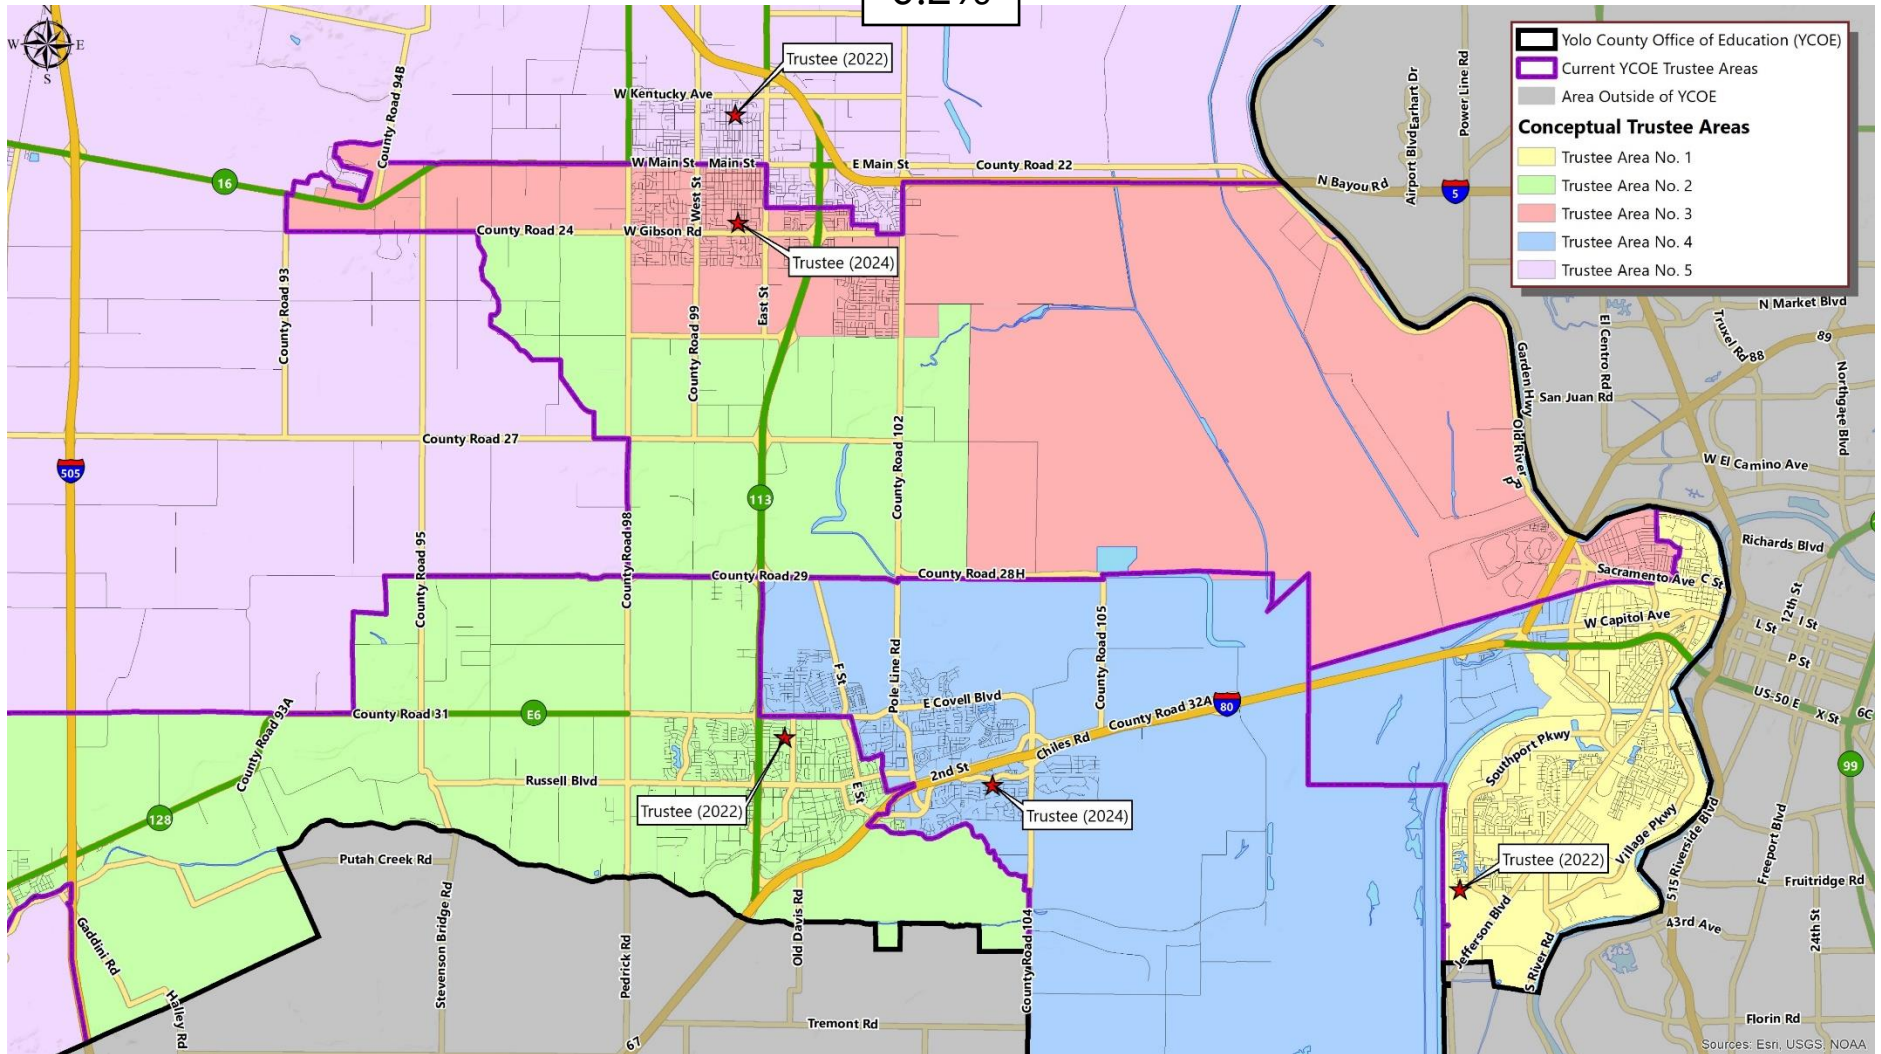 N
W E
S
Yolo County Office of Education (YCOE)
Current YCOE Trustee Areas
Area Outside of YCOE
Conceptual Trustee Areas
Trustee Area No. 1
Trustee Area No. 2
Trustee Area No. 3
Trustee Area No. 4
Trustee Area No. 5
Trustee (2022)
W Kentucky Ave
County Road 94B
Airport Blvd
Earhart Dr
Power Line Rd
W Main St
Main St
E Main St
County Road 22
16
N Bayou Rd
5
West St
County Road 24
W Gibson Rd
Trustee (2024)
County Road 93
East St
County Road 99
N Market Blvd
El Centro Rd
Truxel Rd
88
89
Garden Hwy
Old River Rd
San Juan Rd
Northgate Blvd
County Road 27
County Road 102
W El Camino Ave
505
113
County Road 95
County Road 98
County Road 29
County Road 28H
Richards Blvd
Sacramento Ave
C St
12th St
W Capitol Ave
L St
I St
P St
County Road 105
F St
Pole Line Rd
E Covell Blvd
County Road 32A
80
US-50 E
X St
6C
County Road 31
E6
County Road 93A
Chiles Rd
2nd St
Southport Pkwy
99
Russell Blvd
E St
Trustee (2022)
Trustee (2024)
128
Village Pkwy
515
Riverside Blvd
Freeport Blvd
Putah Creek Rd
Trustee (2022)
Fruitridge Rd
Stevenson Bridge Rd
Pedrick Rd
Old Davis Rd
County Road 104
Jefferson Blvd
S River Rd
43rd Ave
24th St
Gaddini Rd
Halley Rd
Tremont Rd
67
Florin Rd
Sources: Esri, USGS, NOAA